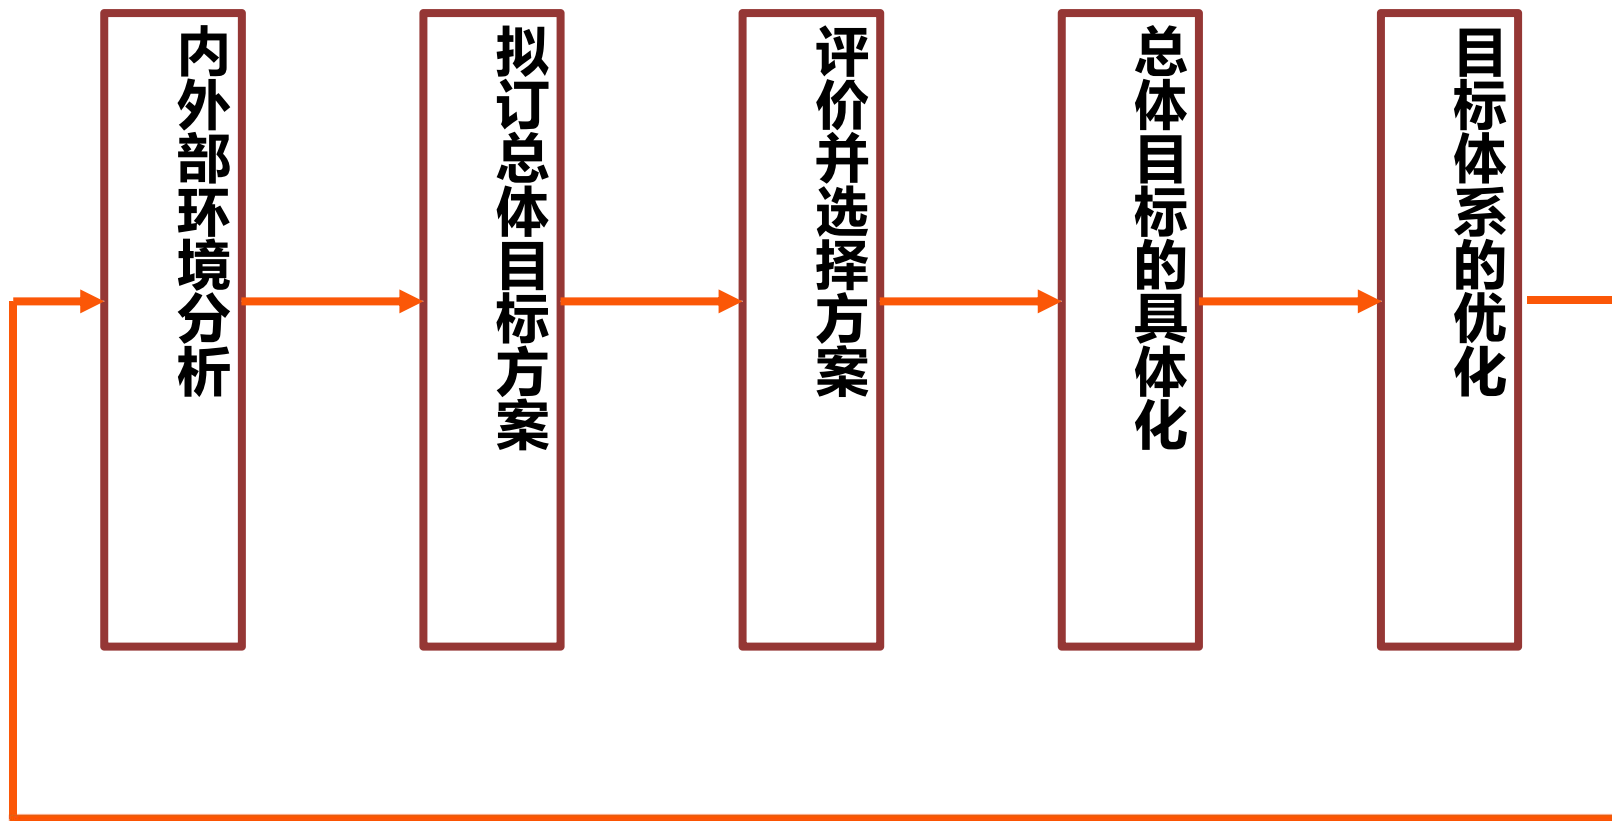 内外部环境分析
拟订总体目标方案
评价并选择方案
总体目标的具体化
目标体系的优化